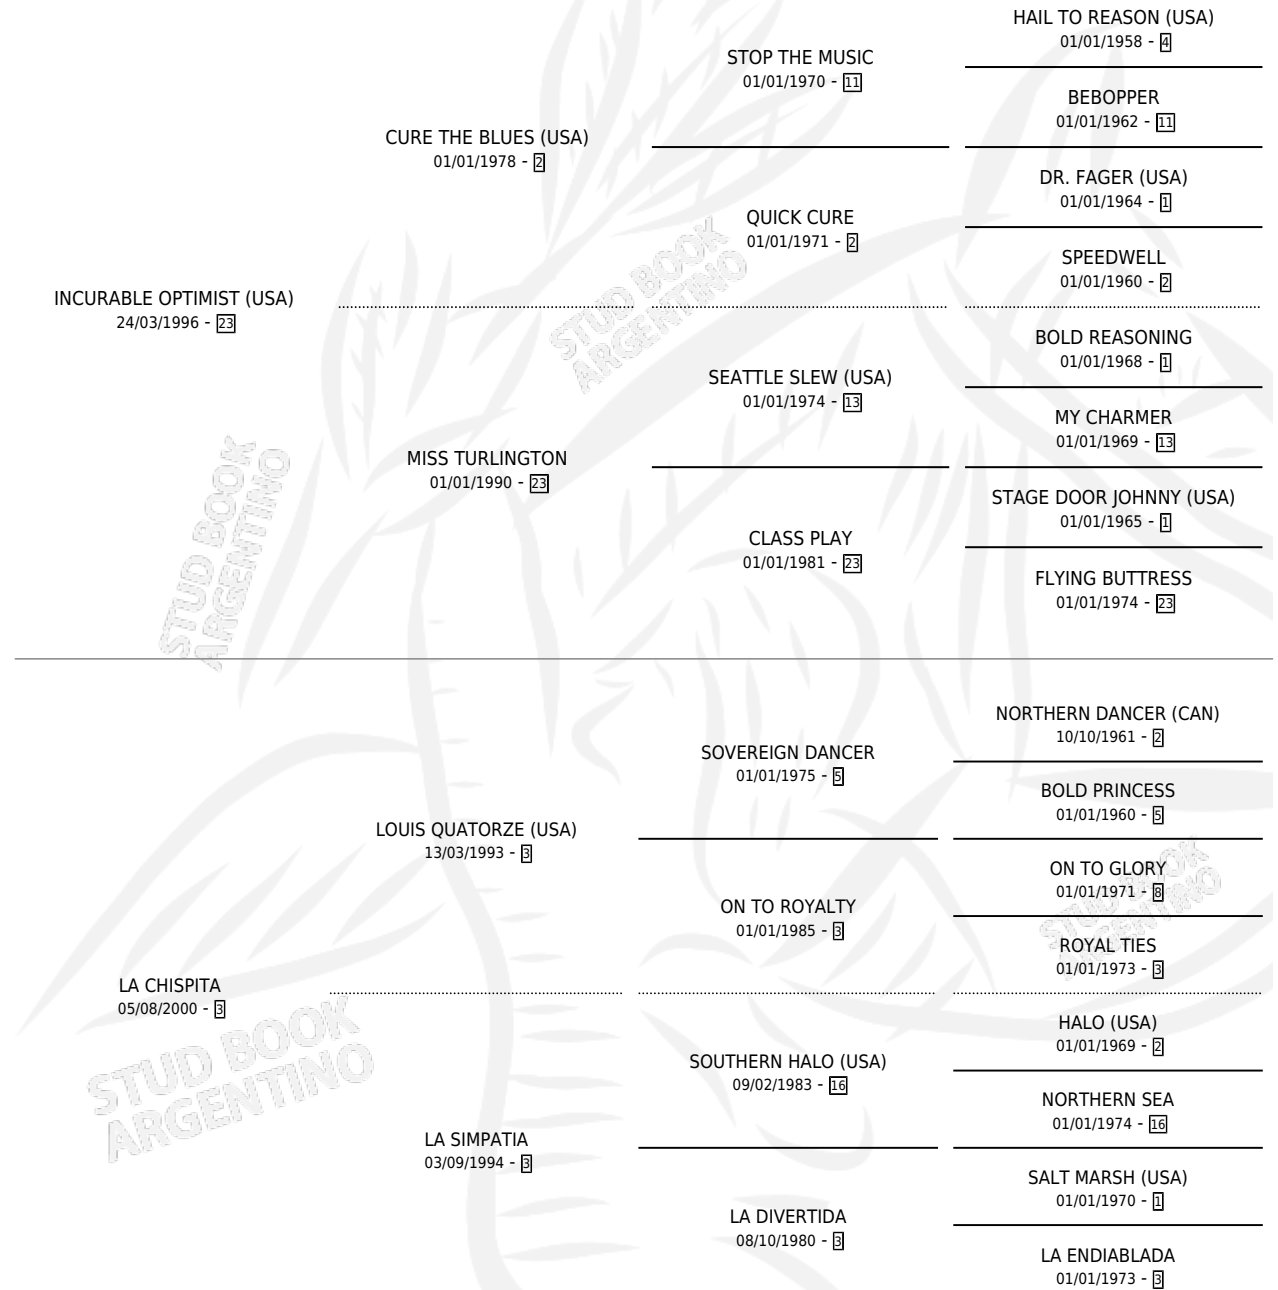 HAIL TO REASON (USA)
01/01/1958 - 4
STOP THE MUSIC
01/01/1970 - 11
BEBOPPER
01/01/1962 - 11
CURE THE BLUES (USA)
01/01/1978 - 2
DR. FAGER (USA)
01/01/1964 - 1
QUICK CURE
01/01/1971 - 2
SPEEDWELL
01/01/1960 - 2
INCURABLE OPTIMIST (USA)
24/03/1996 - 23
BOLD REASONING
01/01/1968 - 1
SEATTLE SLEW (USA)
01/01/1974 - 13
MY CHARMER
01/01/1969 - 13
MISS TURLINGTON
01/01/1990 - 23
STAGE DOOR JOHNNY (USA)
01/01/1965 - 1
CLASS PLAY
01/01/1981 - 23
FLYING BUTTRESS
01/01/1974 - 23
NORTHERN DANCER (CAN)
10/10/1961 - 2
SOVEREIGN DANCER
01/01/1975 - 5
BOLD PRINCESS
01/01/1960 - 5
LOUIS QUATORZE (USA)
13/03/1993 - 3
ON TO GLORY
01/01/1971 - 8
ON TO ROYALTY
01/01/1985 - 3
ROYAL TIES
01/01/1973 - 3
LA CHISPITA
05/08/2000 - 3
HALO (USA)
01/01/1969 - 2
SOUTHERN HALO (USA)
09/02/1983 - 16
NORTHERN SEA
01/01/1974 - 16
LA SIMPATIA
03/09/1994 - 3
SALT MARSH (USA)
01/01/1970 - 1
LA DIVERTIDA
08/10/1980 - 3
LA ENDIABLADA
01/01/1973 - 3
STUD BOOK
ARGENTINO
STUD BOOK
ARGENTINO
STUD BOOK
ARGENTINO
STUD BOOK
ARGENTINO